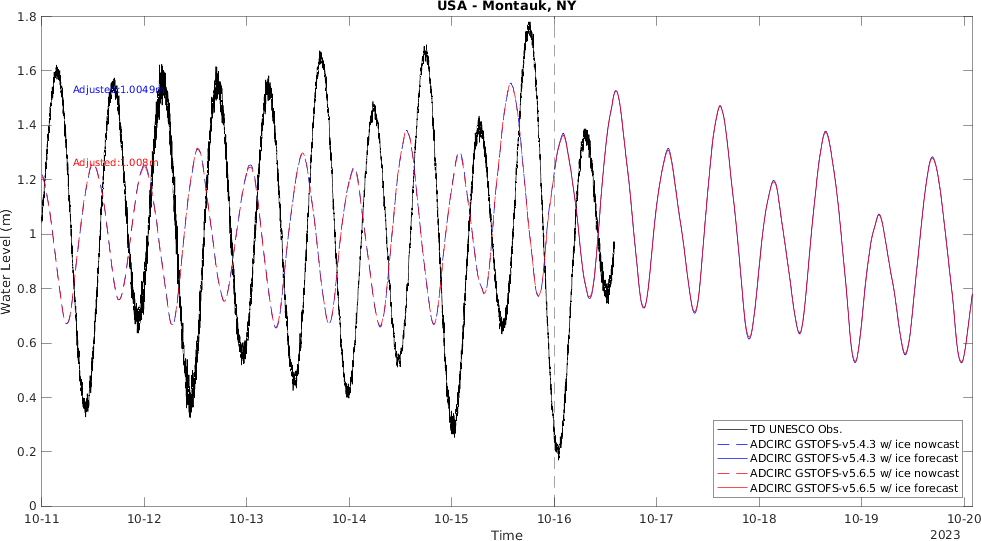 USA - Montauk, NY
1.8
1.6
1.4
1.2
1
0.8
0.6
0.4
0.2
0
Water Level (m)
Adjusted:1.0049m
Adjusted:1.008m
TD UNESCO Obs.
ADCIRC GSTOFS-v5.4.3 w/ ice nowcast
ADCIRC GSTOFS-v5.4.3 w/ ice forecast
ADCIRC GSTOFS-v5.6.5 w/ ice nowcast
ADCIRC GSTOFS-v5.6.5 w/ ice forecast
10-11 10-12 10-13 10-14 10-15 10-16 10-17 10-18 10-19 10-20
Time
2023